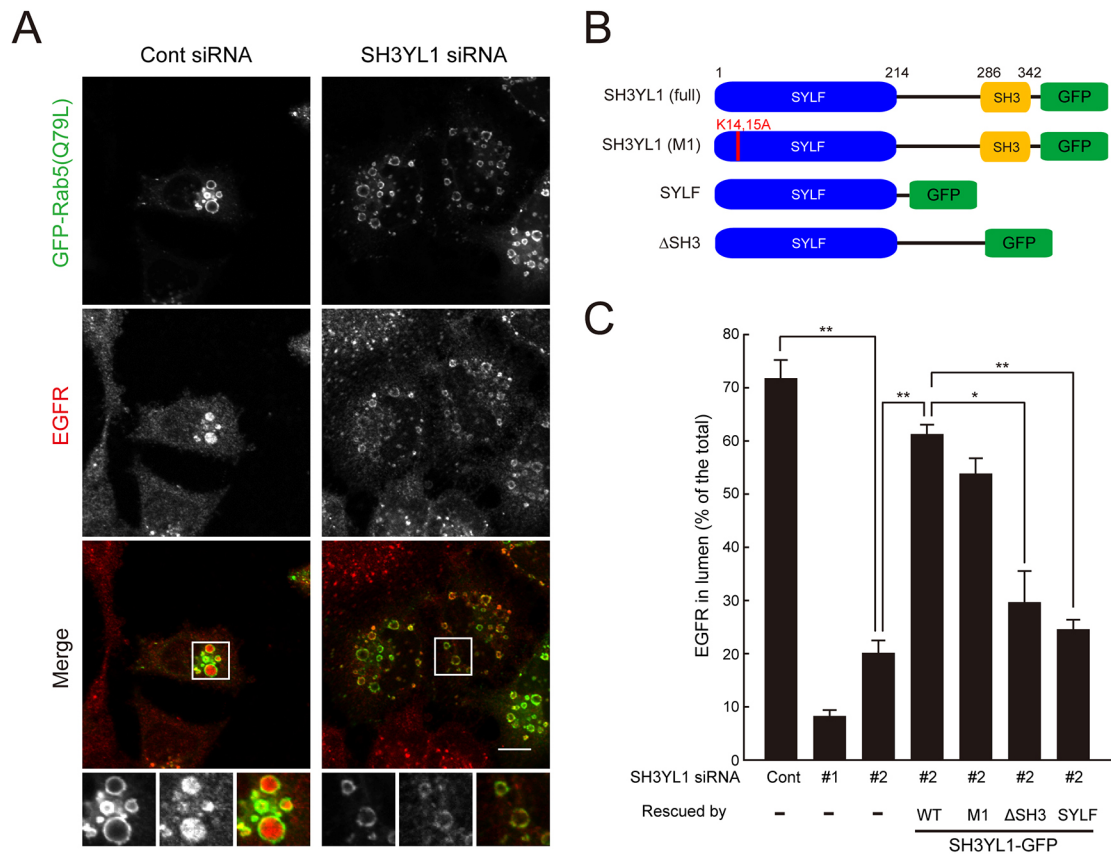 A
Cont siRNA
SH3YL1 siRNA
GFP-Rab5(Q79L)
EGFR
Merge
B
1 214 286 342
SH3YL1 (full) SYLF SH3 GFP
K14,15A
SH3YL1 (M1) SYLF SH3 GFP
SYLF SYLF GFP
ΔSH3 SYLF GFP
C
EGFR in lumen (% of the total)
80
70
60
50
40
30
20
10
0
**
** * **
SH3YL1 siRNA Cont #1 #2 #2 #2 #2 #2
Rescued by - - - WT M1 ΔSH3 SYLF
SH3YL1-GFP